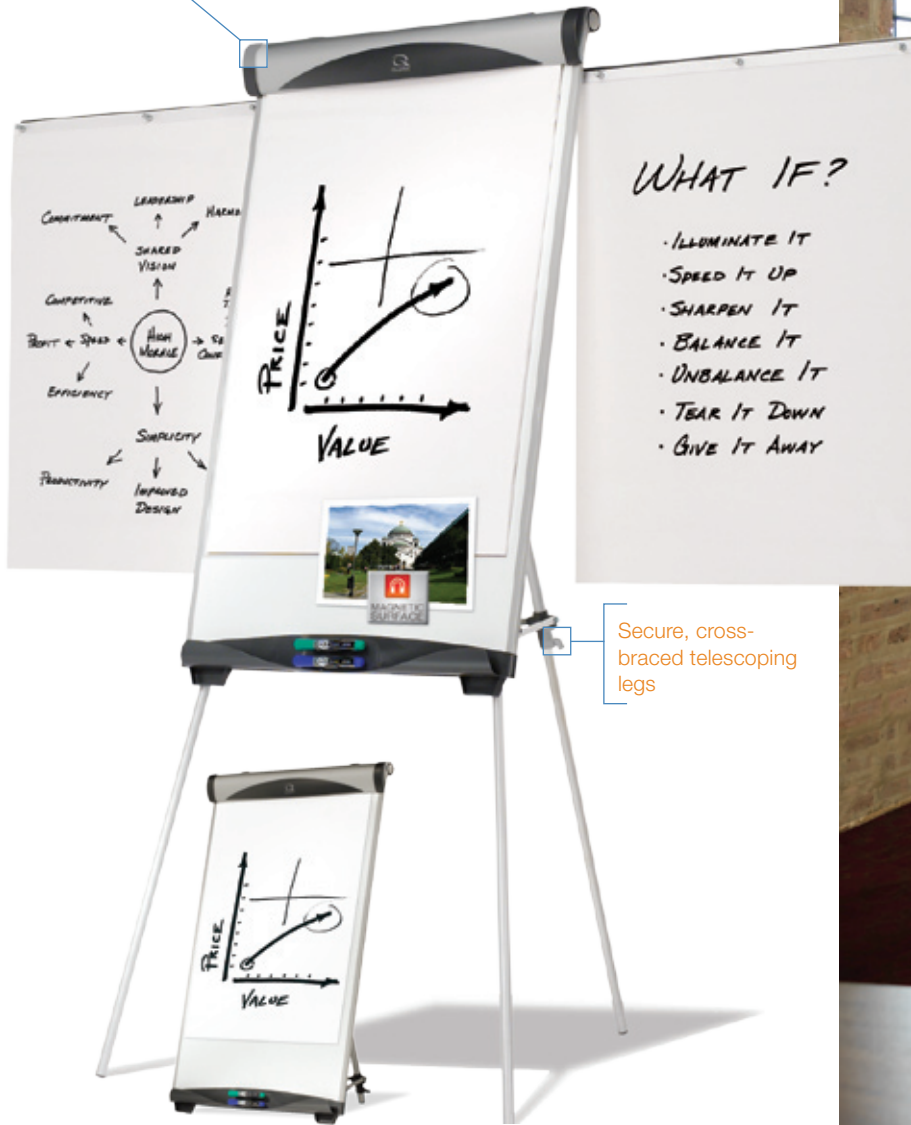 COMMITMENT
LEADERSHIP
SHARED
VISION
COMPETITIVE
PROFIT
SPEED
HIGH
MORALE
EFFICIENCY
SIMPLICITY
PRODUCTIVITY
IMPROVED
DESIGN
PRICE
VALUE
MAGNETIC
SURFACE
WHAT IF?
· ILLUMINATE IT
· SPEED IT UP
· SHARPEN IT
· BALANCE IT
· UNBALANCE IT
· TEAR IT DOWN
· GIVE IT AWAY
Secure, cross-
braced telescoping
legs
PRICE
VALUE